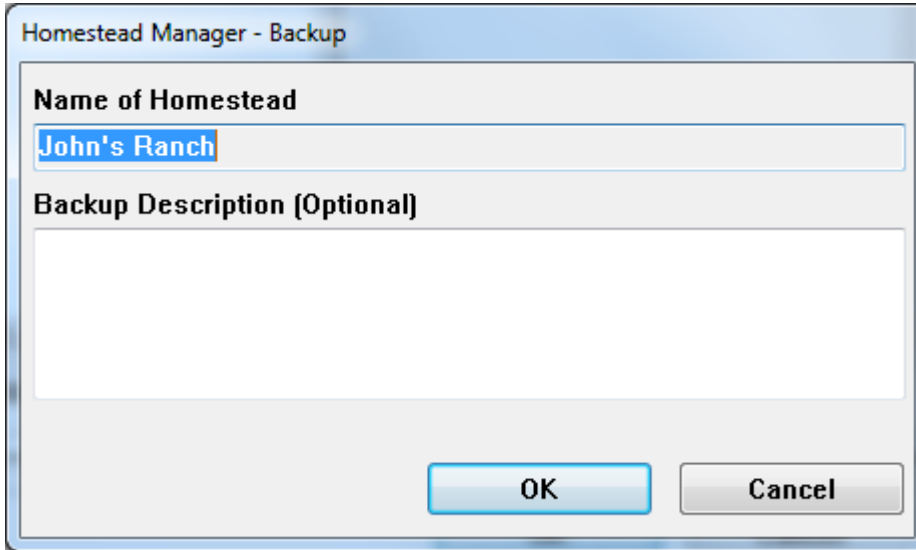 Homestead Manager - Backup
Name of Homestead
John's Ranch
Backup Description (Optional)
OK Cancel